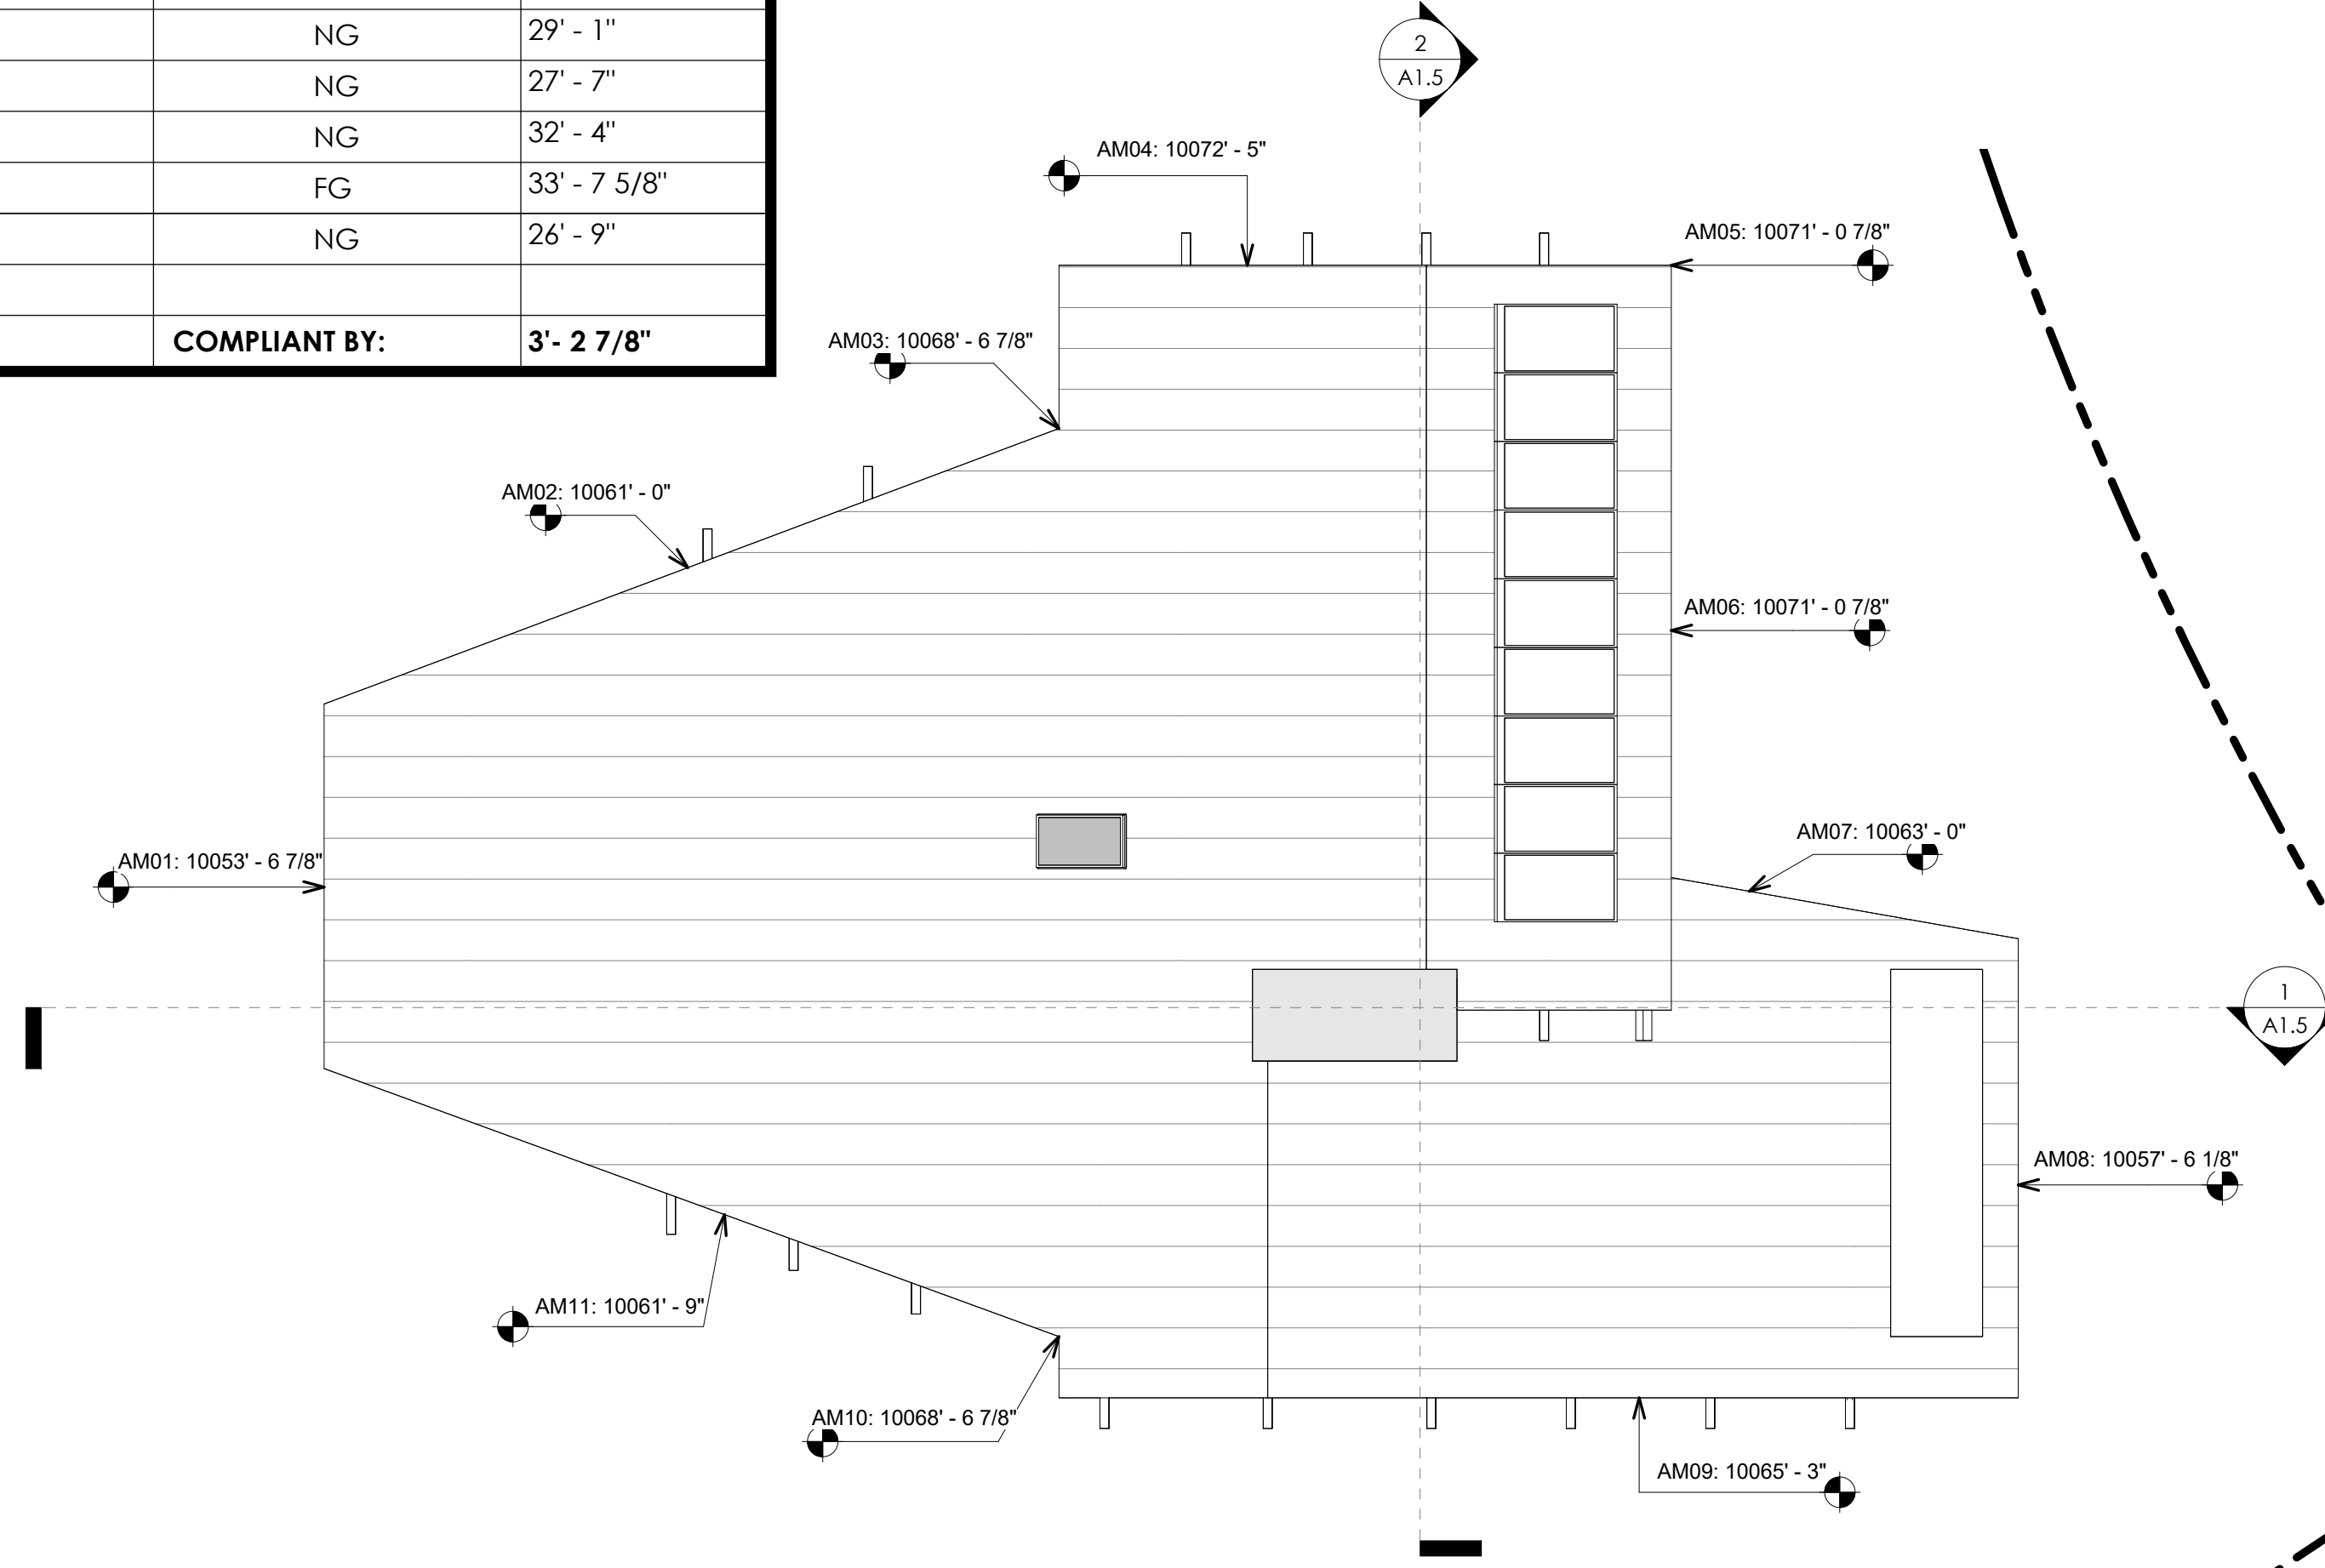 NG 29' - 1"
NG 27' - 7"
NG 32' - 4"
FG 33' - 7 5/8"
NG 26' - 9"
COMPLIANT BY: 3'- 2 7/8"
2
A1.5
AM04: 10072' - 5"
AM05: 10071' - 0 7/8"
AM03: 10068' - 6 7/8"
AM02: 10061' - 0"
AM06: 10071' - 0 7/8"
AM07: 10063' - 0"
AM01: 10053' - 6 7/8"
1
A1.5
AM08: 10057' - 6 1/8"
AM11: 10061' - 9"
AM10: 10068' - 6 7/8"
AM09: 10065' - 3"